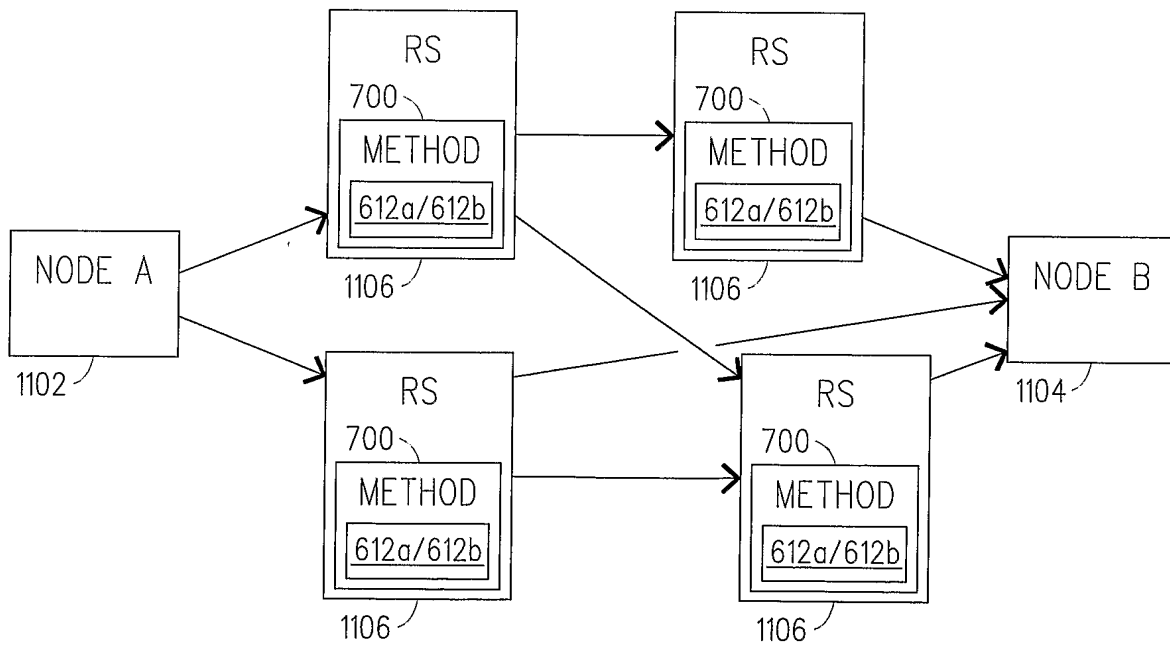 RS
700
METHOD
612a/612b
1106
RS
700
METHOD
612a/612b
1106
NODE A
1102
NODE B
1104
RS
700
METHOD
612a/612b
1106
RS
700
METHOD
612a/612b
1106